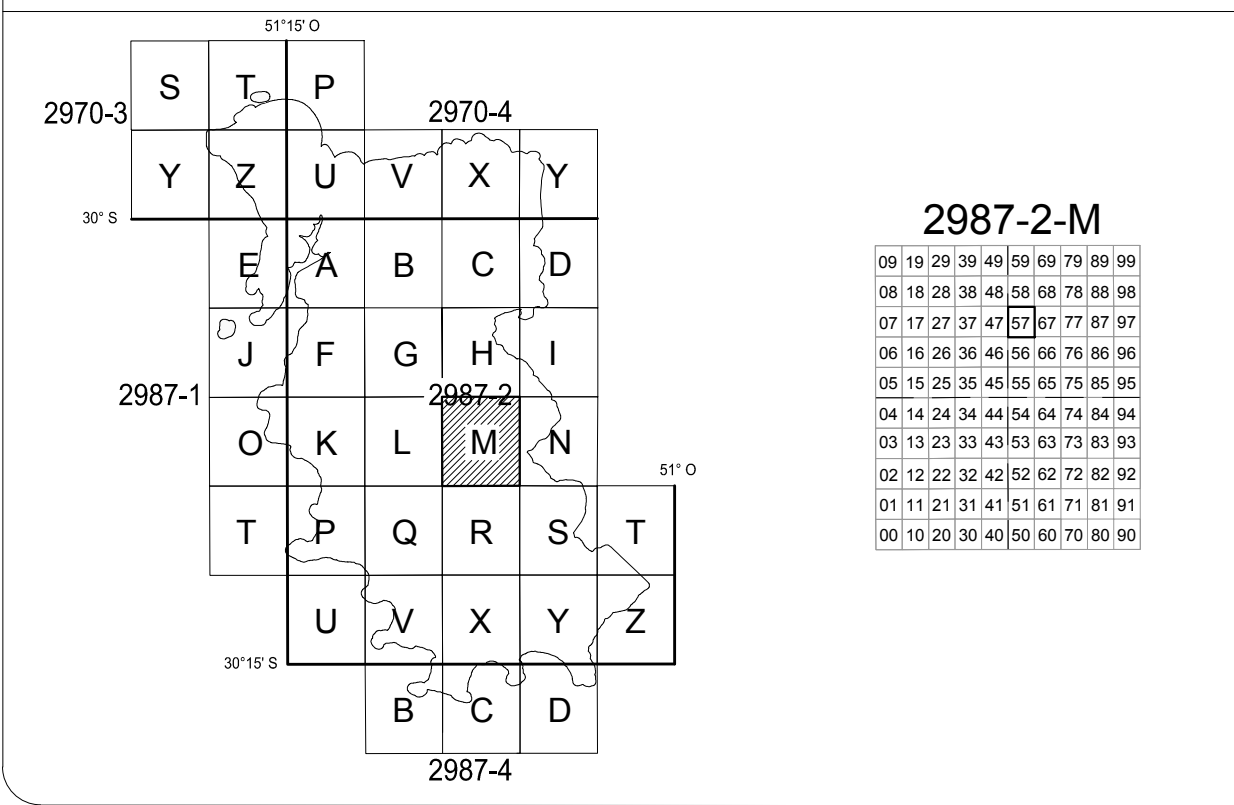 51°15' O
S T P
2970-3 2970-4
Y Z U V X Y
30° S
E A B C D
J F G H I
2987-1 2987-2
O K L M N
51° O
T P Q R S T
U V X Y Z
30°15' S
B C D
2987-4
2987-2-M
09 19 29 39 49 59 69 79 89 99
08 18 28 38 48 58 68 78 88 98
07 17 27 37 47 57 67 77 87 97
06 16 26 36 46 56 66 76 86 96
05 15 25 35 45 55 65 75 85 95
04 14 24 34 44 54 64 74 84 94
03 13 23 33 43 53 63 73 83 93
02 12 22 32 42 52 62 72 82 92
01 11 21 31 41 51 61 71 81 91
00 10 20 30 40 50 60 70 80 90